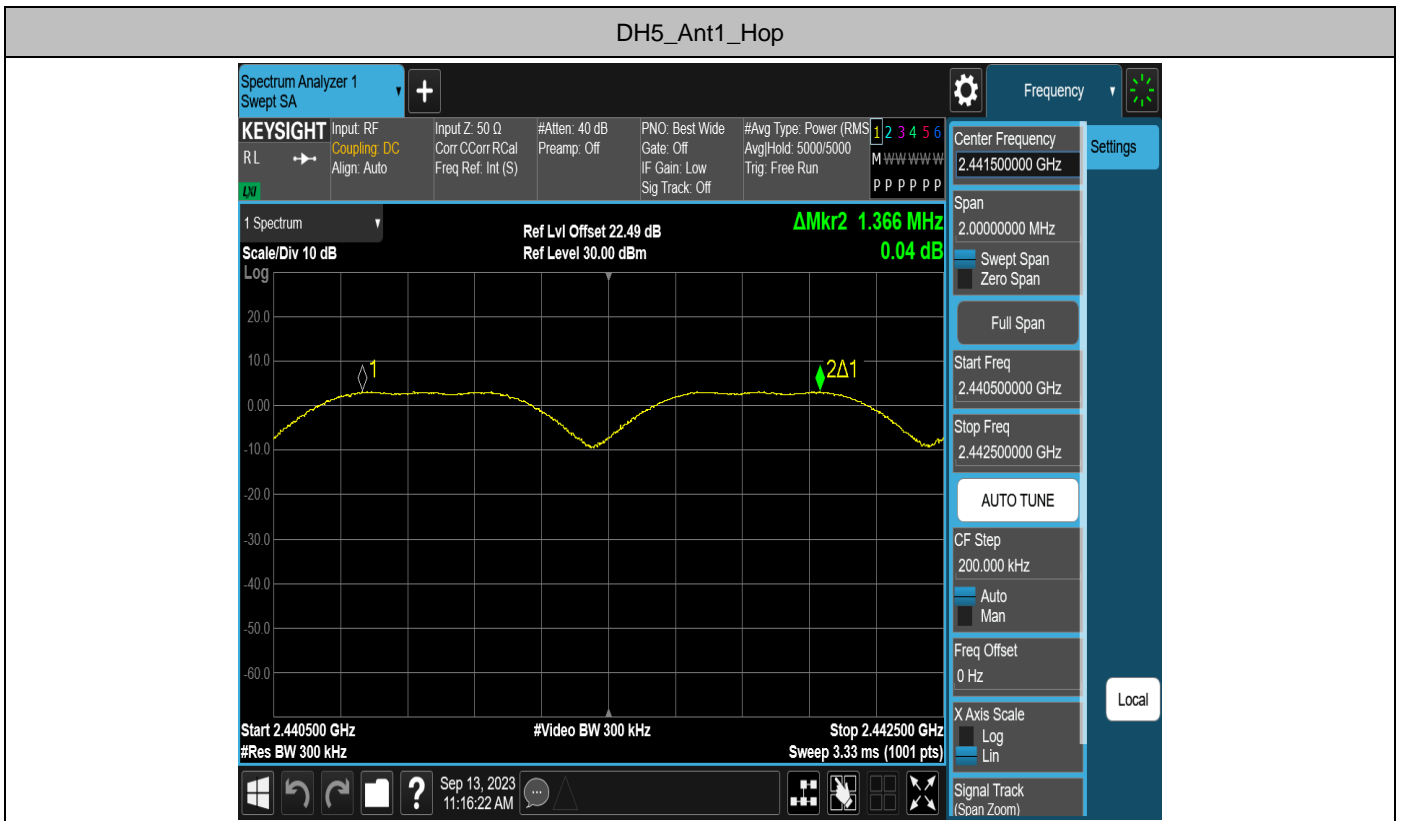 DH5_Ant1_Hop
Spectrum Analyzer 1
Swept SA
+
Frequency
KEYSIGHT
RL
LXI
Input: RF
Coupling: DC
Align: Auto
Input Z: 50 Ω
Corr CCorr RCal
Freq Ref: Int (S)
#Atten: 40 dB
Preamp: Off
PNO: Best Wide
Gate: Off
IF Gain: Low
Sig Track: Off
#Avg Type: Power (RMS
Avg|Hold: 5000/5000
Trig: Free Run
1 2 3 4 5 6
M W W W W W
P P P P P P
1 Spectrum
Scale/Div 10 dB
Log
Ref Lvl Offset 22.49 dB
Ref Level 30.00 dBm
ΔMkr2 1.366 MHz
0.04 dB
20.0
10.0
0.00
-10.0
-20.0
-30.0
-40.0
-50.0
-60.0
1
2Δ1
Start 2.440500 GHz
#Res BW 300 kHz
#Video BW 300 kHz
Stop 2.442500 GHz
Sweep 3.33 ms (1001 pts)
Center Frequency
2.441500000 GHz
Settings
Span
2.00000000 MHz
Swept Span
Zero Span
Full Span
Start Freq
2.440500000 GHz
Stop Freq
2.442500000 GHz
AUTO TUNE
CF Step
200.000 kHz
Auto
Man
Freq Offset
0 Hz
X Axis Scale
Log
Lin
Local
Signal Track
(Span Zoom)
?
Sep 13, 2023
11:16:22 AM